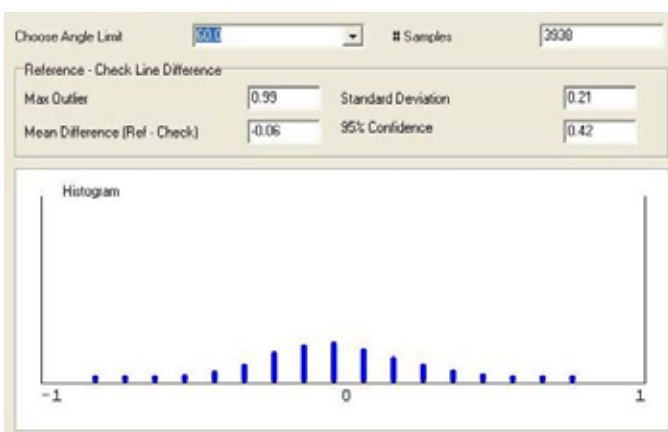 Choose Angle Limit 60.0 # Samples 3938
Reference - Check Line Difference
Max Outlier 0.99 Standard Deviation 0.21
Mean Difference (Ref - Check) -0.06 95% Confidence 0.42
Histogram
-1 0 1